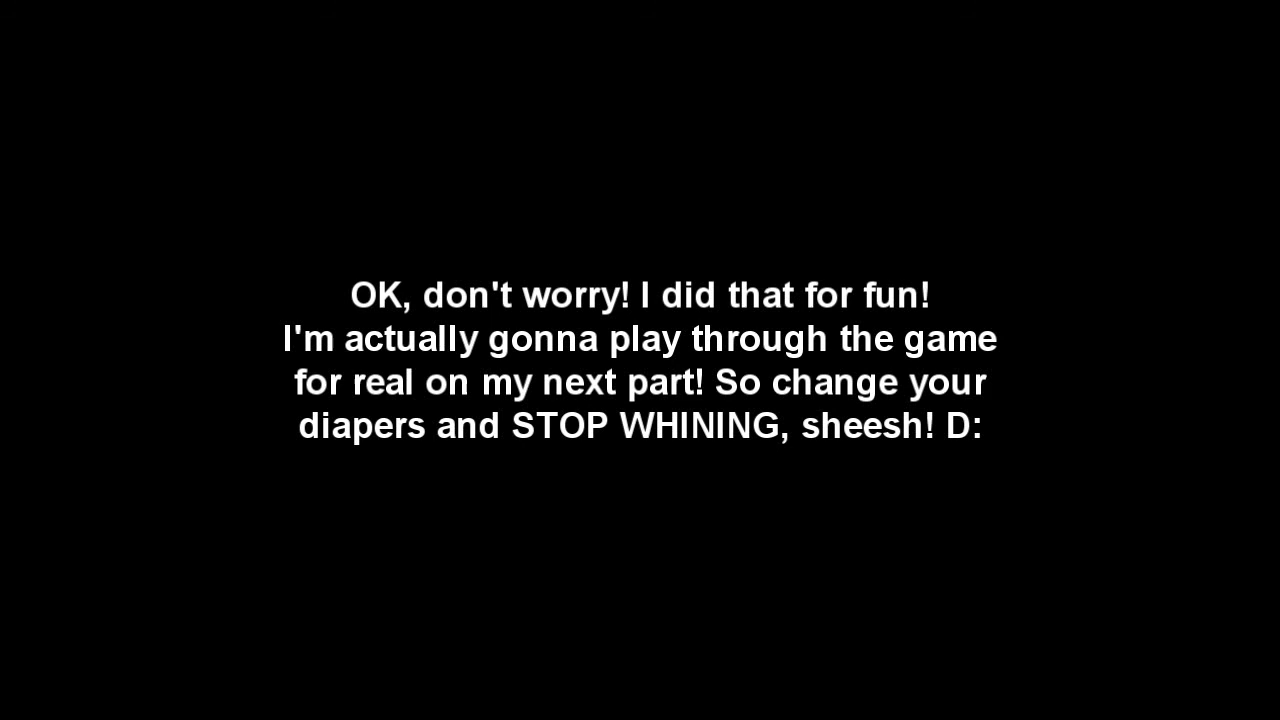 OK, don't worry! I did that for fun!
I'm actually gonna play through the game
for real on my next part! So change your
diapers and STOP WHINING, sheesh! D: